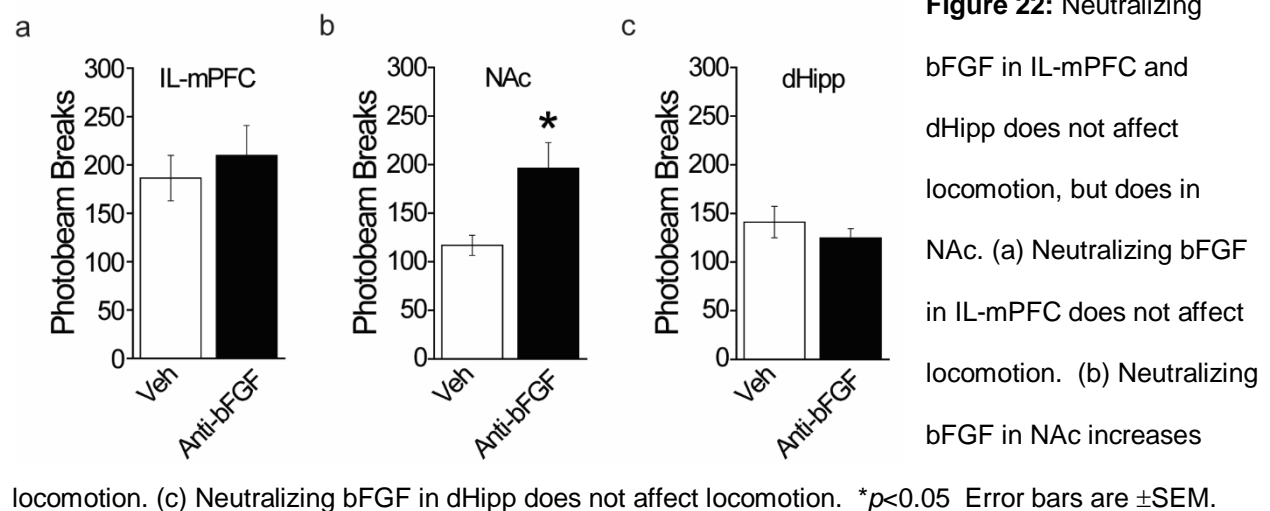 a
b
c
IL-mPFC
Photobeam Breaks
300
250
200
150
100
50
0
Veh
Anti-bFGF
NAc
*
Photobeam Breaks
300
250
200
150
100
50
0
Veh
Anti-bFGF
dHipp
Photobeam Breaks
300
250
200
150
100
50
0
Veh
Anti-bFGF
Figure 22: Neutralizing
bFGF in IL-mPFC and
dHipp does not affect
locomotion, but does in
NAc. (a) Neutralizing bFGF
in IL-mPFC does not affect
locomotion. (b) Neutralizing
bFGF in NAc increases
locomotion. (c) Neutralizing bFGF in dHipp does not affect locomotion. *p<0.05 Error bars are ±SEM.